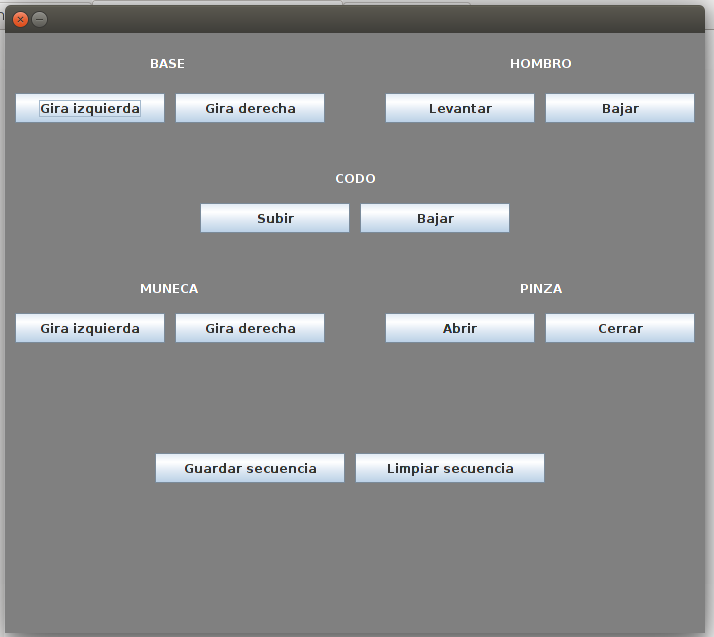 BASE
HOMBRO
Gira izquierda
Gira derecha
Levantar
Bajar
CODO
Subir
Bajar
MUNECA
PINZA
Gira izquierda
Gira derecha
Abrir
Cerrar
Guardar secuencia
Limpiar secuencia